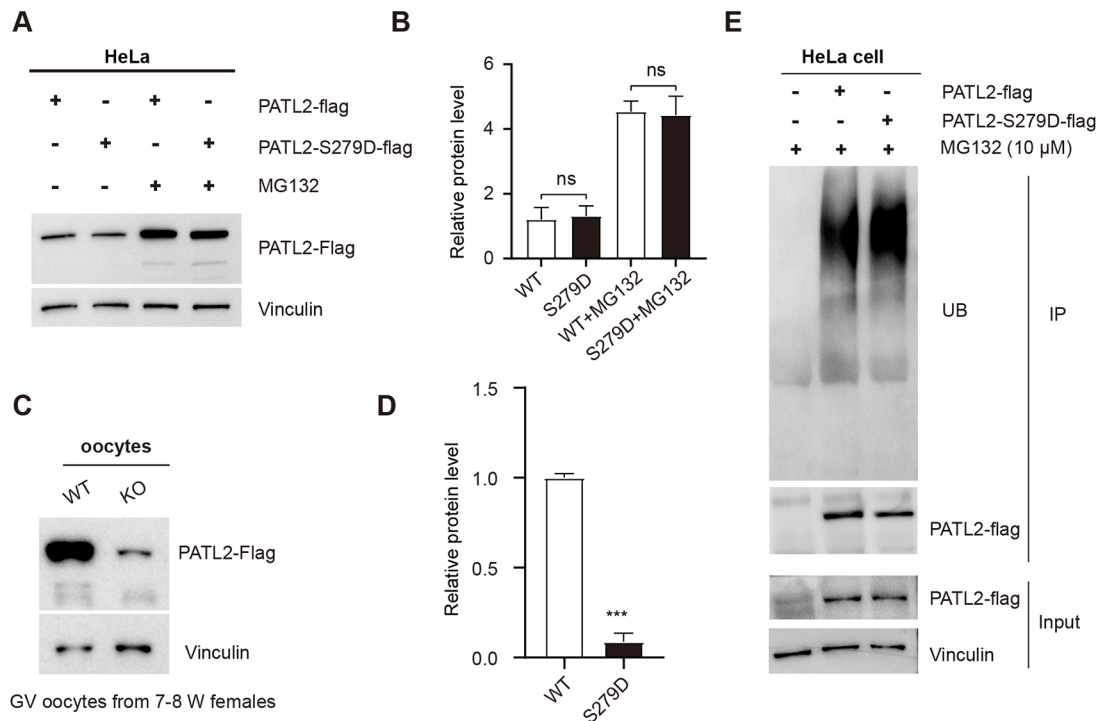 A
HeLa
+ - + - PATL2-flag
- + - + PATL2-S279D-flag
- - + + MG132
PATL2-Flag
Vinculin
B
Relative protein level
6
4
2
0
ns
ns
WT
S279D
WT+MG132
S279D+MG132
C
oocytes
WT KO
PATL2-Flag
Vinculin
GV oocytes from 7-8 W females
D
Relative protein level
1.5
1.0
0.5
0.0
***
WT
S279D
E
HeLa cell
- + - PATL2-flag
- - + PATL2-S279D-flag
+ + + MG132 (10 μM)
UB
IP
PATL2-flag
PATL2-flag
Input
Vinculin